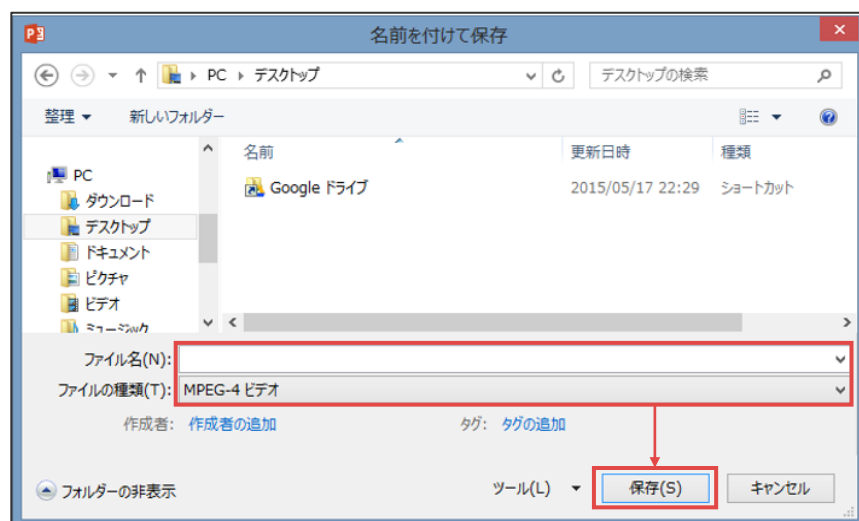 名前を付けて保存
PC デスクトップ
デスクトップの検索
整理 新しいフォルダー
名前 更新日時 種類
PC
Google ドライブ 2015/05/17 22:29 ショートカット
ダウンロード
デスクトップ
ドキュメント
ピクチャ
ビデオ
ミュージック
ファイル名(N):
ファイルの種類(T): MPEG-4 ビデオ
作成者: 作成者の追加 タグ: タグの追加
フォルダーの非表示 ツール(L) 保存(S) キャンセル